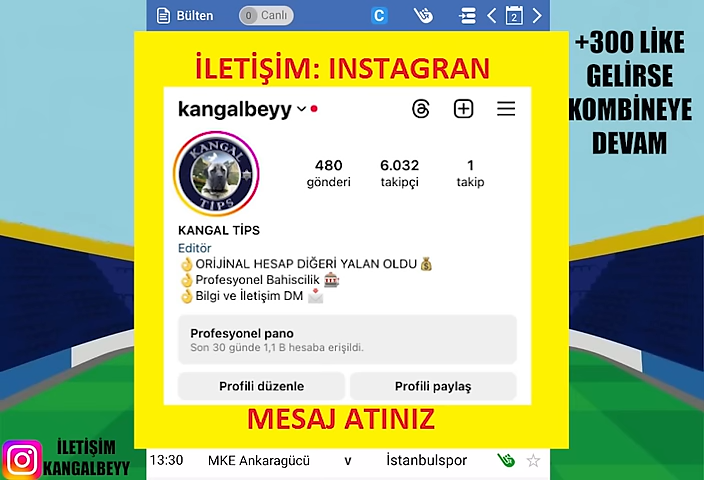 Bülten
0 Canlı
C
2
İLETİŞİM: INSTAGRAN
+300 LİKE
GELİRSE
KOMBİNEYE
DEVAM
kangalbeyy
KANGAL
TİPS
480
gönderi
6.032
takipçi
1
takip
KANGAL TİPS
Editör
👌ORİJİNAL HESAP DİĞERİ YALAN OLDU💰
👌Profesyonel Bahiscilik🎰
👌Bilgi ve İletişim DM📩
Profesyonel pano
Son 30 günde 1,1 B hesaba erişildi.
Profili düzenle
Profili paylaş
MESAJ ATINIZ
İLETİŞİM
KANGALBEYY
13:30 MKE Ankaragücü v İstanbulspor